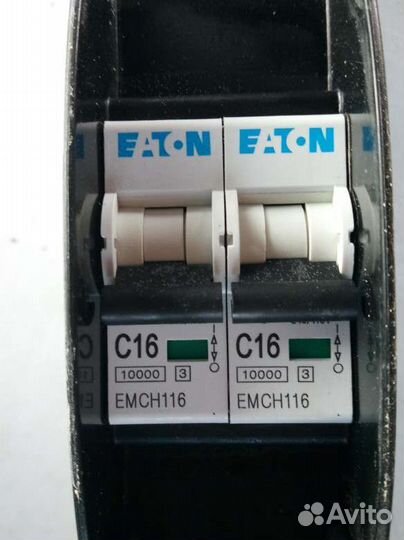 EATON EATON
C16 C16
10000 3 10000 3
EMCH116 EMCH116
Avito